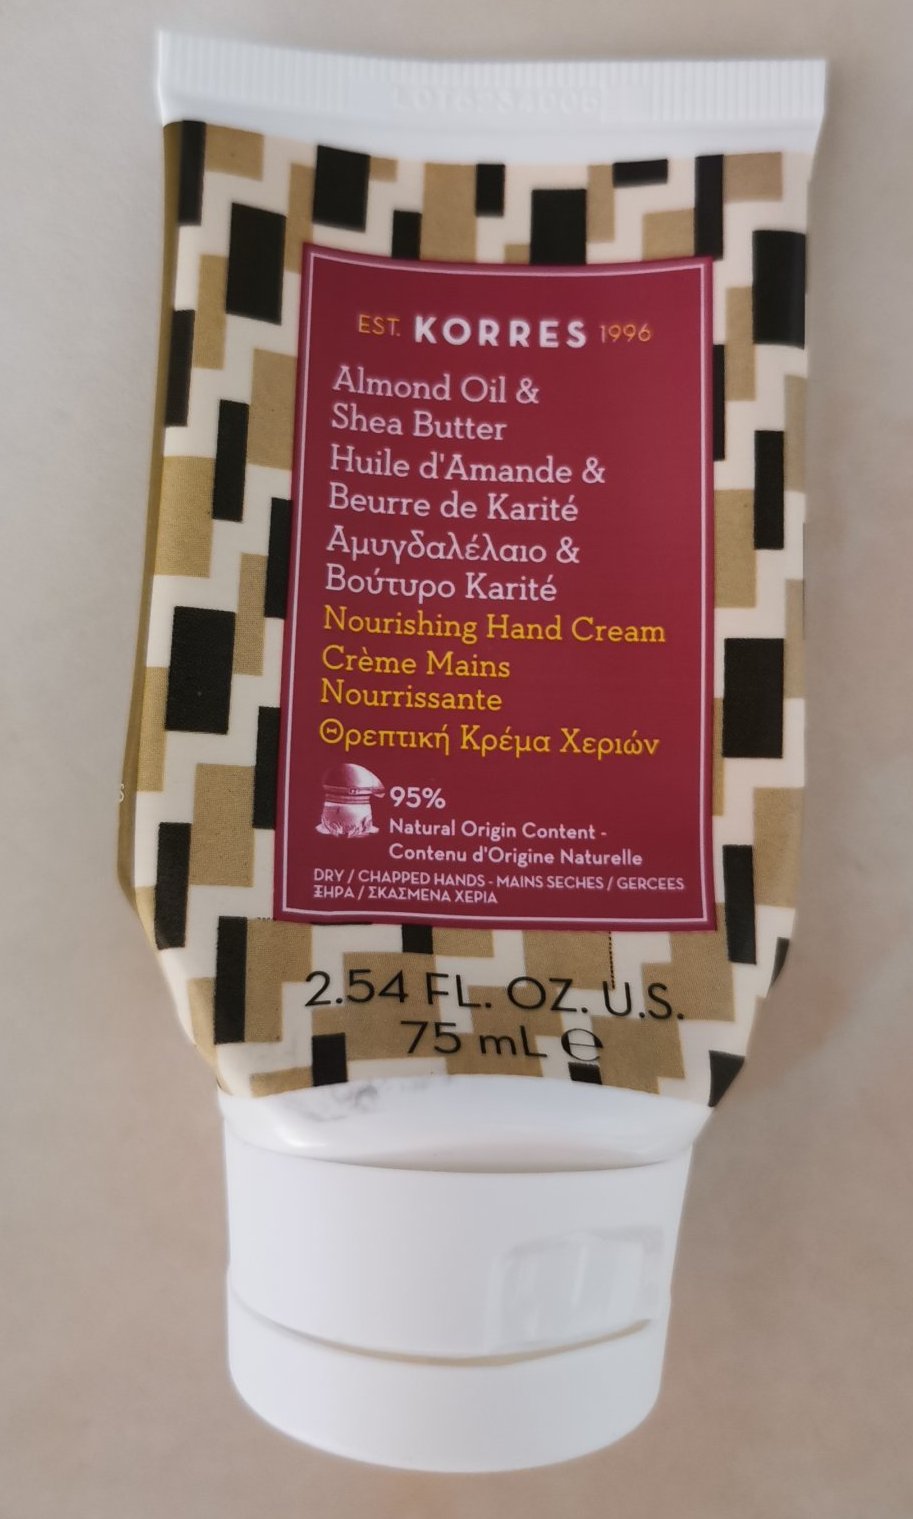 EST. KORRES 1996
Almond Oil &
Shea Butter
Huile d'Amande &
Beurre de Karité
Αμυγδαλέλαιο &
Βούτυρο Karité
Nourishing Hand Cream
Crème Mains
Nourrissante
Θρεπτική Κρέμα Χεριών
95%
Natural Origin Content -
Contenu d'Origine Naturelle
DRY / CHAPPED HANDS - MAINS SECHES / GERCEES
ΞΗΡΑ / ΣΚΑΣΜΕΝΑ ΧΕΡΙΑ
2.54 FL. OZ. U.S.
75 mL ℮